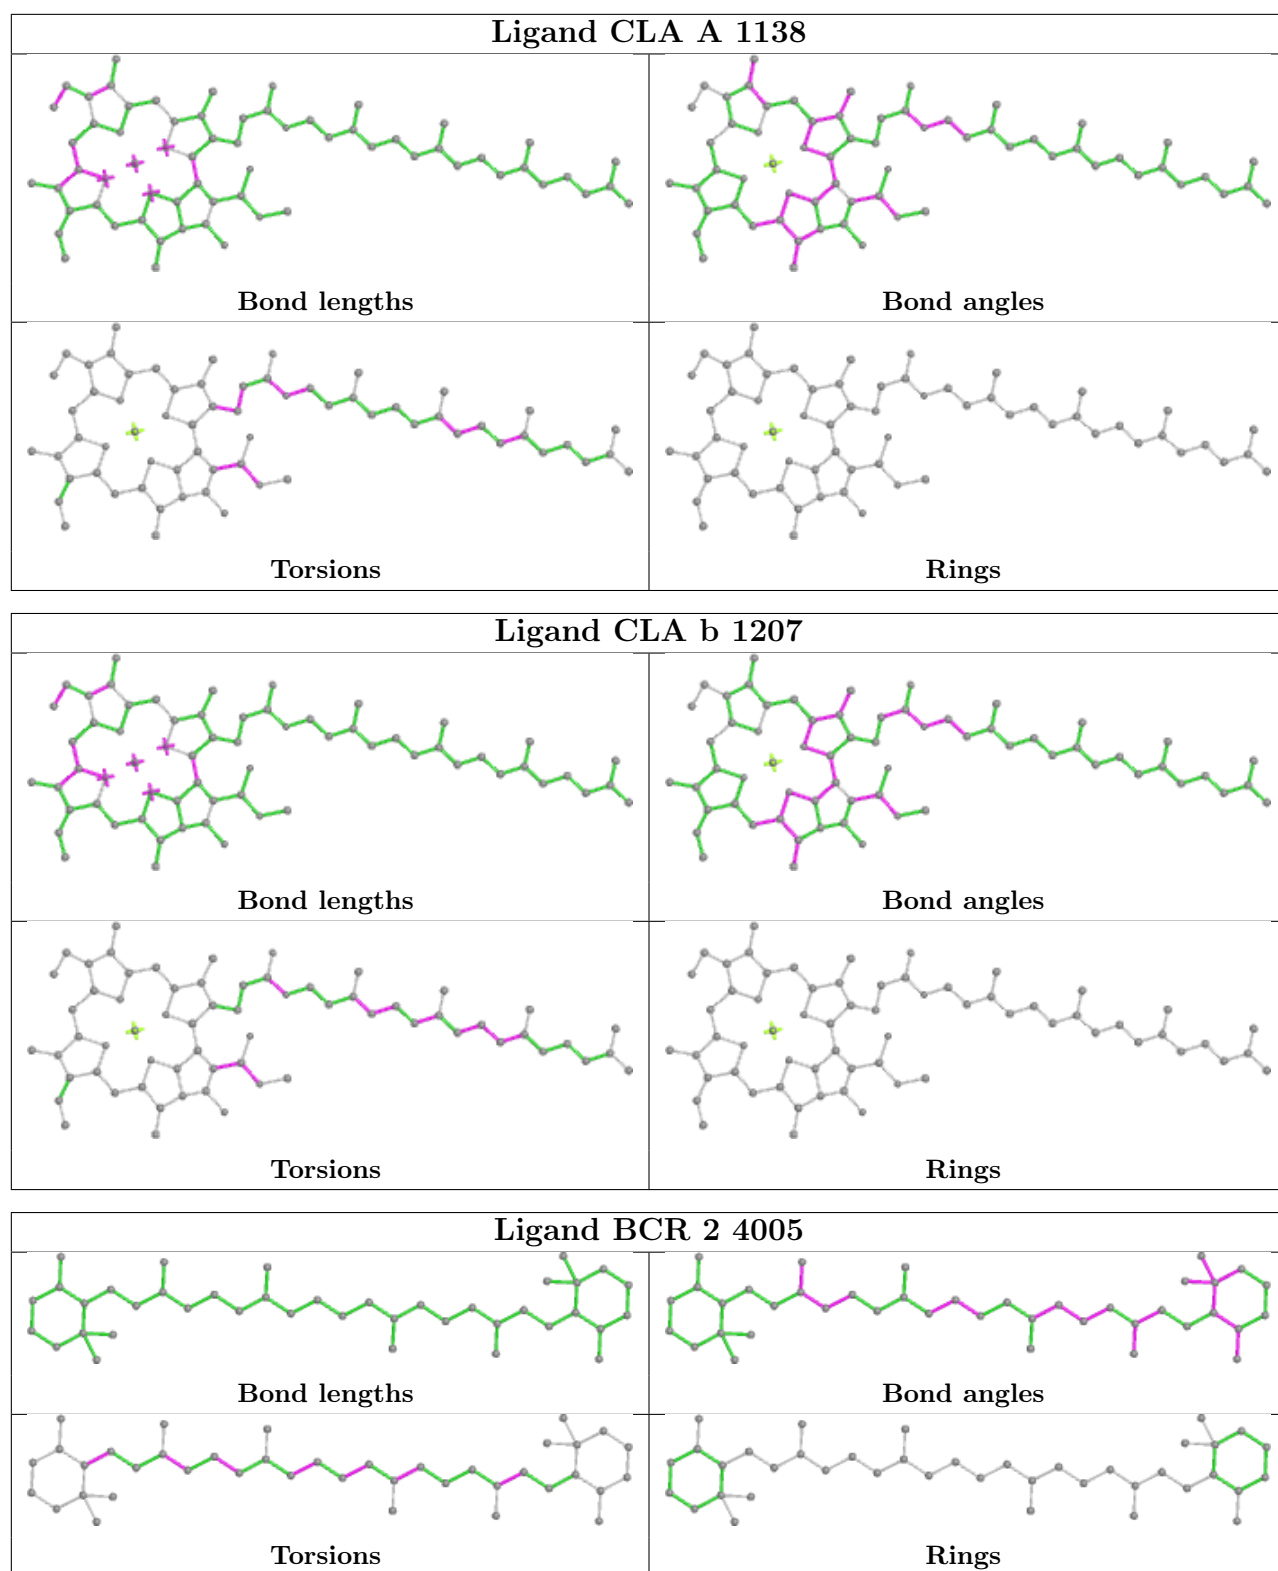 Ligand CLA A 1138
Bond lengths
Bond angles
Torsions
Rings
Ligand CLA b 1207
Bond lengths
Bond angles
Torsions
Rings
Ligand BCR 2 4005
Bond lengths
Bond angles
Torsions
Rings